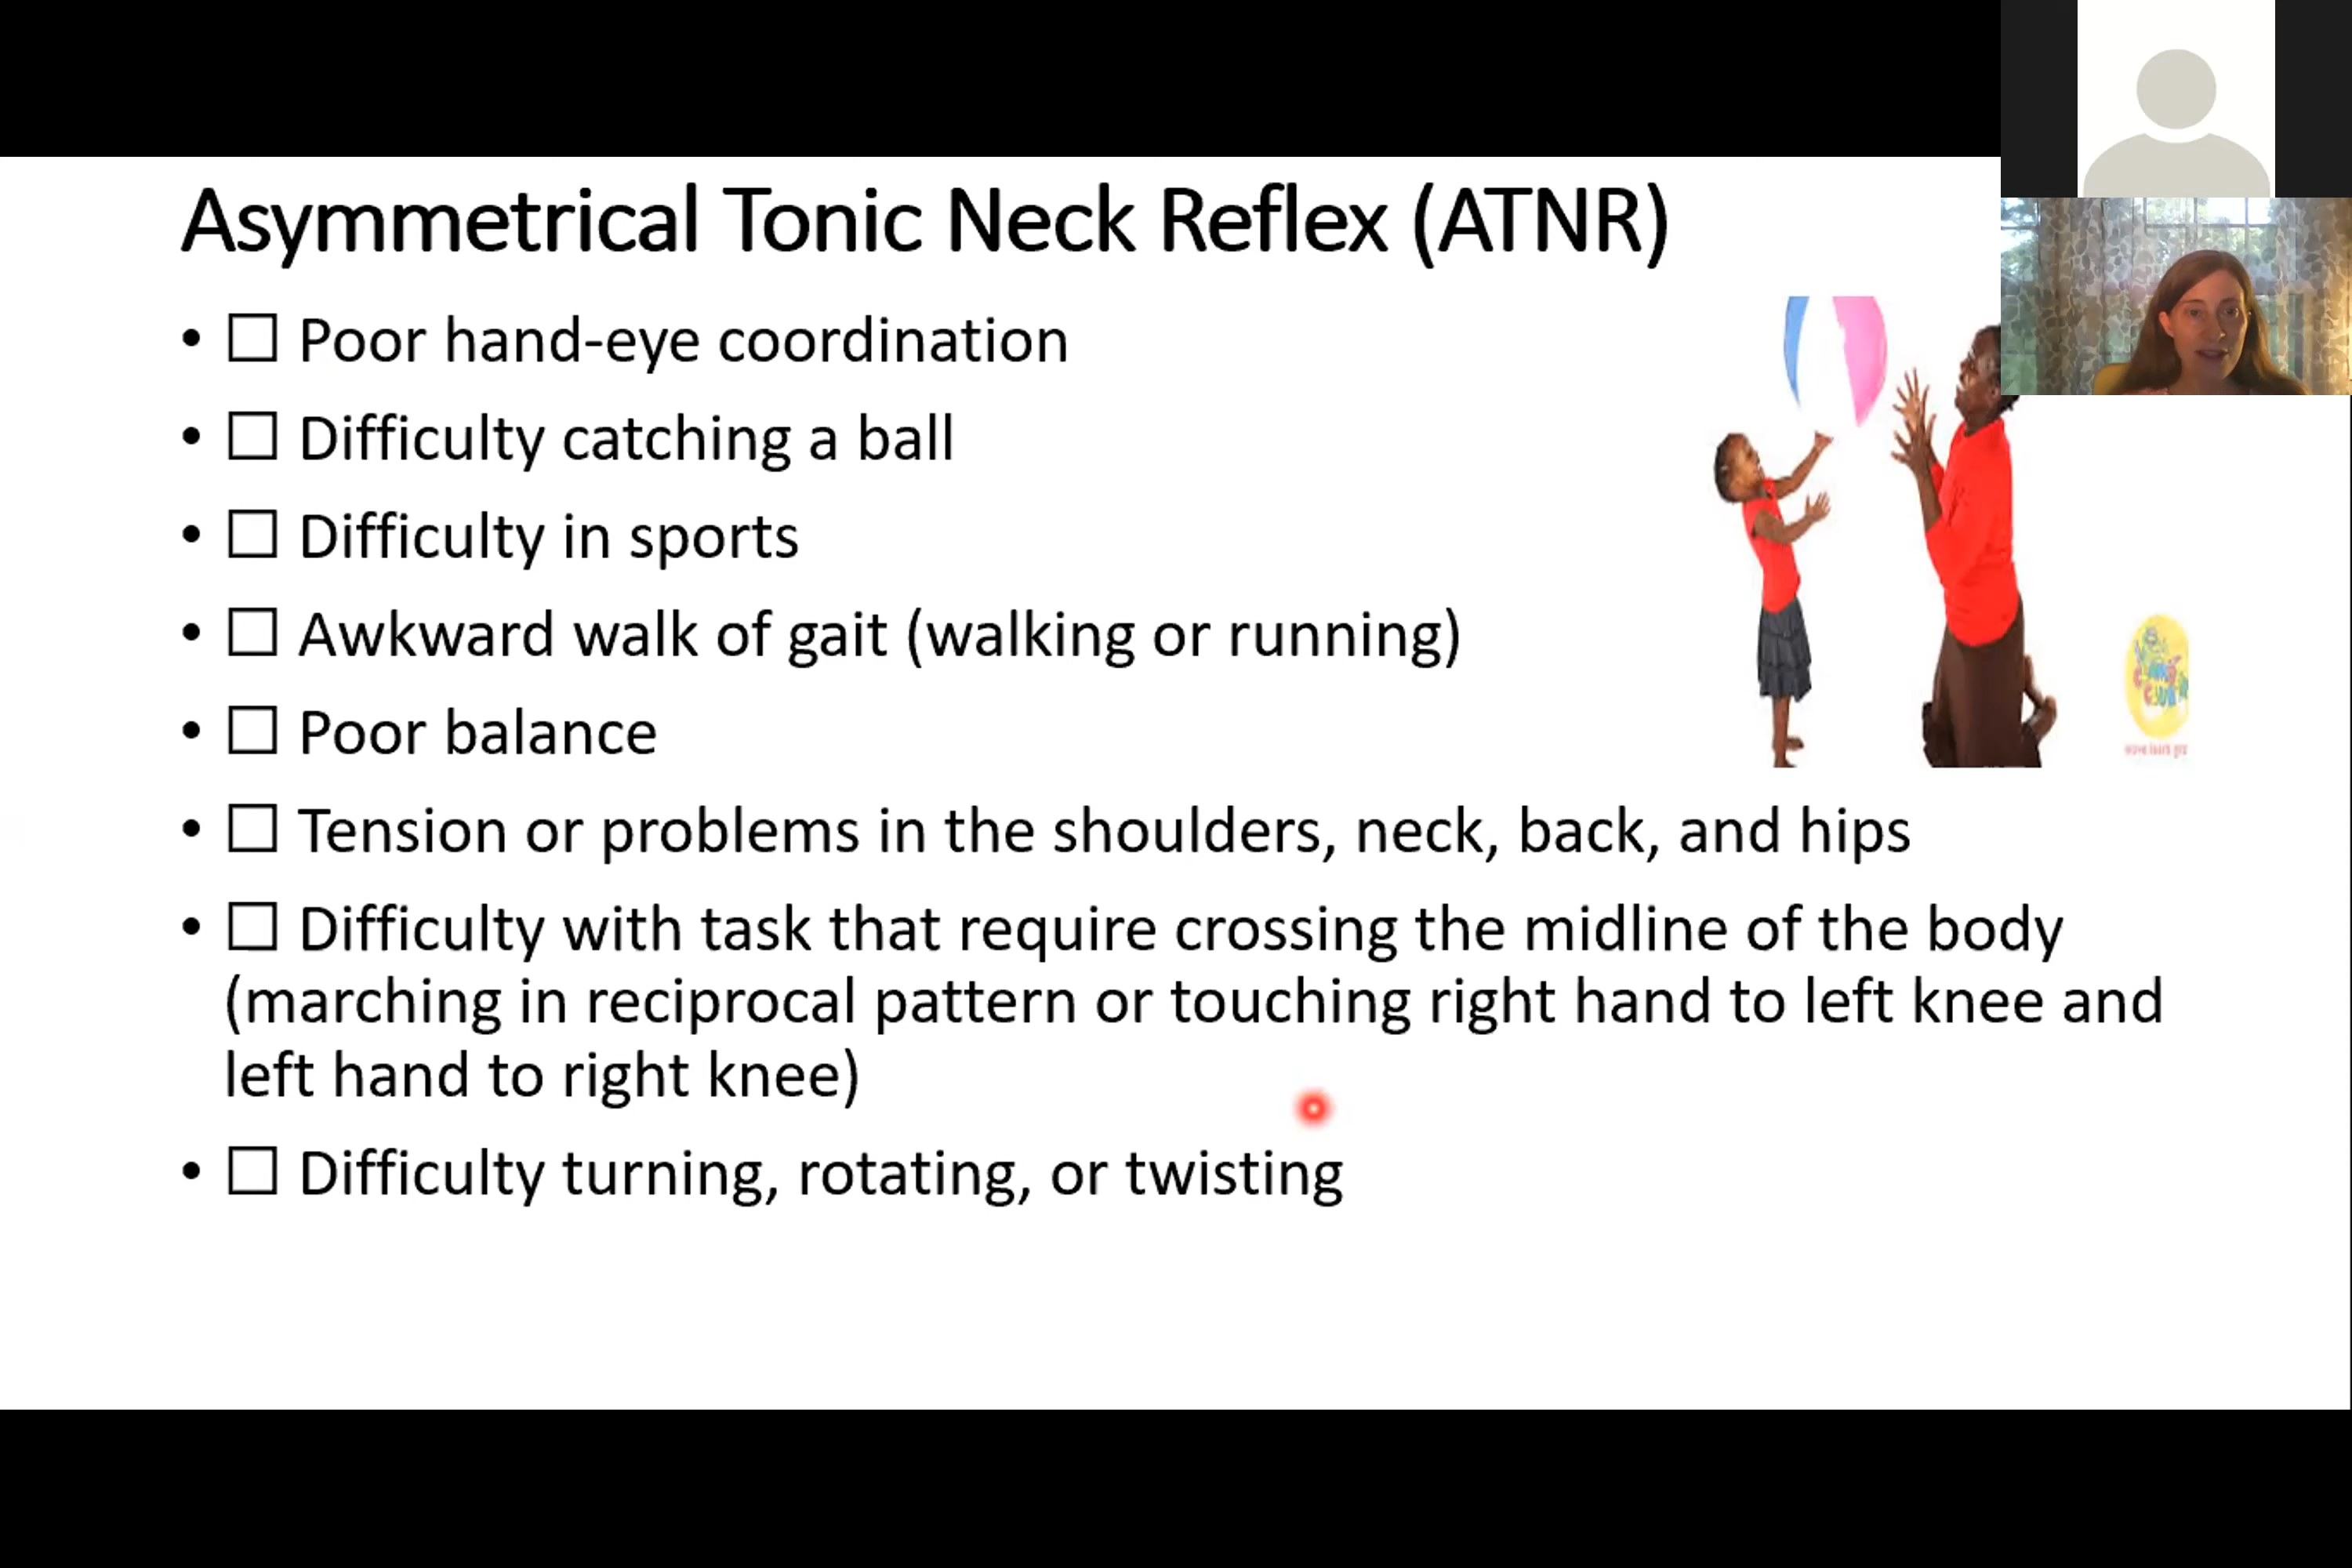 Asymmetrical Tonic Neck Reflex (ATNR)
• ☐ Poor hand-eye coordination
• ☐ Difficulty catching a ball
• ☐ Difficulty in sports
• ☐ Awkward walk of gait (walking or running)
• ☐ Poor balance
• ☐ Tension or problems in the shoulders, neck, back, and hips
• ☐ Difficulty with task that require crossing the midline of the body
(marching in reciprocal pattern or touching right hand to left knee and
left hand to right knee)
• ☐ Difficulty turning, rotating, or twisting